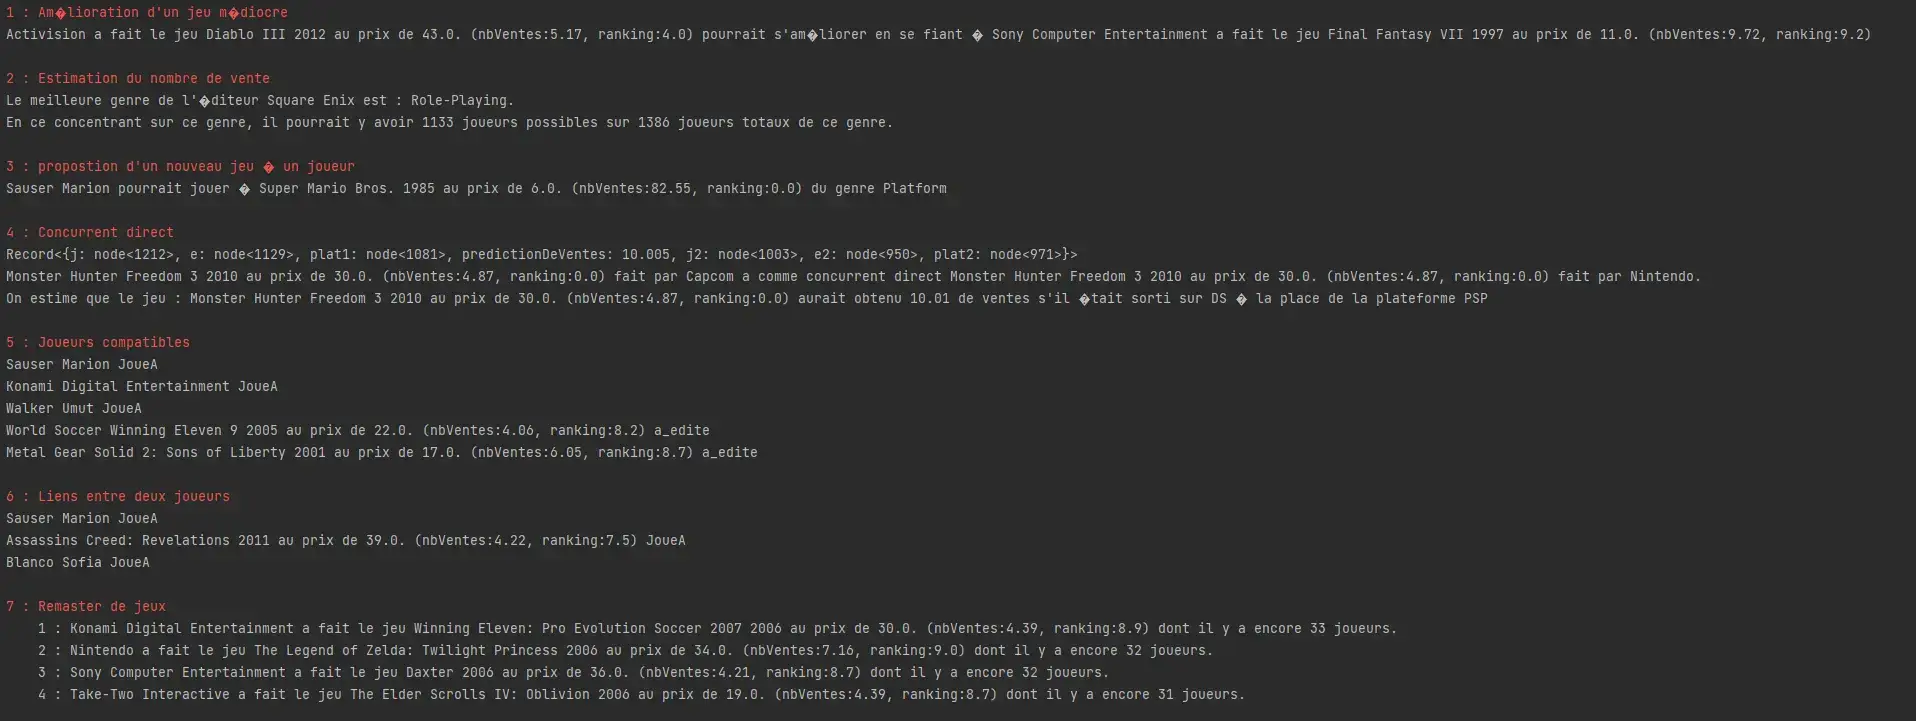 1 : Am�lioration d'un jeu m�diocre
Activision a fait le jeu Diablo III 2012 au prix de 43.0. (nbVentes:5.17, ranking:4.0) pourrait s'am�liorer en se fiant � Sony Computer Entertainment a fait le jeu Final Fantasy VII 1997 au prix de 11.0. (nbVentes:9.72, ranking:9.2)
2 : Estimation du nombre de vente
Le meilleure genre de l'�diteur Square Enix est : Role-Playing.
En ce concentrant sur ce genre, il pourrait y avoir 1133 joueurs possibles sur 1386 joueurs totaux de ce genre.
3 : propostion d'un nouveau jeu � un joueur
Sauser Marion pourrait jouer � Super Mario Bros. 1985 au prix de 6.0. (nbVentes:82.55, ranking:0.0) du genre Platform
4 : Concurrent direct
Record<{j: node<1212>, e: node<1129>, plat1: node<1081>, predictionDeVentes: 10.005, j2: node<1003>, e2: node<950>, plat2: node<971>}>
Monster Hunter Freedom 3 2010 au prix de 30.0. (nbVentes:4.87, ranking:0.0) fait par Capcom a comme concurrent direct Monster Hunter Freedom 3 2010 au prix de 30.0. (nbVentes:4.87, ranking:0.0) fait par Nintendo.
On estime que le jeu : Monster Hunter Freedom 3 2010 au prix de 30.0. (nbVentes:4.87, ranking:0.0) aurait obtenu 10.01 de ventes s'il �tait sorti sur DS � la place de la plateforme PSP
5 : Joueurs compatibles
Sauser Marion JoueA
Konami Digital Entertainment JoueA
Walker Umut JoueA
World Soccer Winning Eleven 9 2005 au prix de 22.0. (nbVentes:4.06, ranking:8.2) a_edite
Metal Gear Solid 2: Sons of Liberty 2001 au prix de 17.0. (nbVentes:6.05, ranking:8.7) a_edite
6 : Liens entre deux joueurs
Sauser Marion JoueA
Assassins Creed: Revelations 2011 au prix de 39.0. (nbVentes:4.22, ranking:7.5) JoueA
Blanco Sofia JoueA
7 : Remaster de jeux
1 : Konami Digital Entertainment a fait le jeu Winning Eleven: Pro Evolution Soccer 2007 2006 au prix de 30.0. (nbVentes:4.39, ranking:8.9) dont il y a encore 33 joueurs.
2 : Nintendo a fait le jeu The Legend of Zelda: Twilight Princess 2006 au prix de 34.0. (nbVentes:7.16, ranking:9.0) dont il y a encore 32 joueurs.
3 : Sony Computer Entertainment a fait le jeu Daxter 2006 au prix de 36.0. (nbVentes:4.21, ranking:8.7) dont il y a encore 32 joueurs.
4 : Take-Two Interactive a fait le jeu The Elder Scrolls IV: Oblivion 2006 au prix de 19.0. (nbVentes:4.39, ranking:8.7) dont il y a encore 31 joueurs.